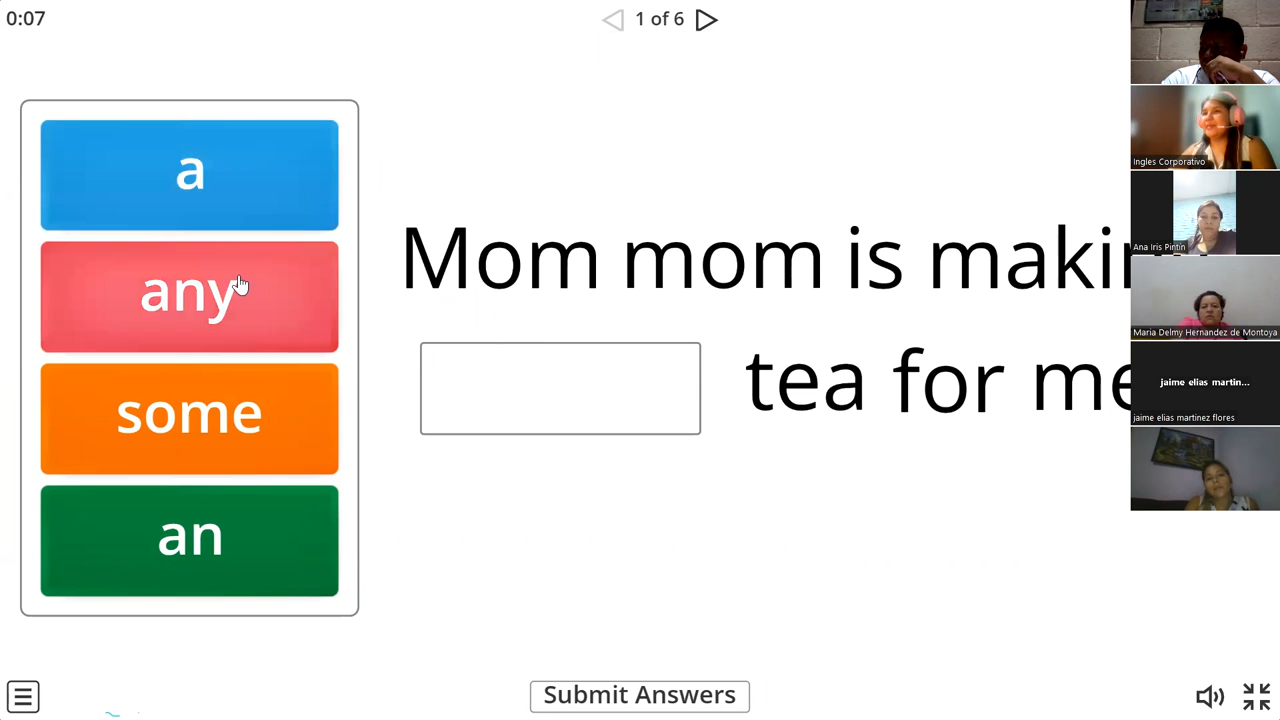 0:07
1 of 6
a
any
some
an
Mom mom is makin
tea for me
Submit Answers
Ingles Corporativo
Ana Iris Pintin
Maria Delmy Hernandez de Montoya
jaime elias martin...
jaime elias martinez flores